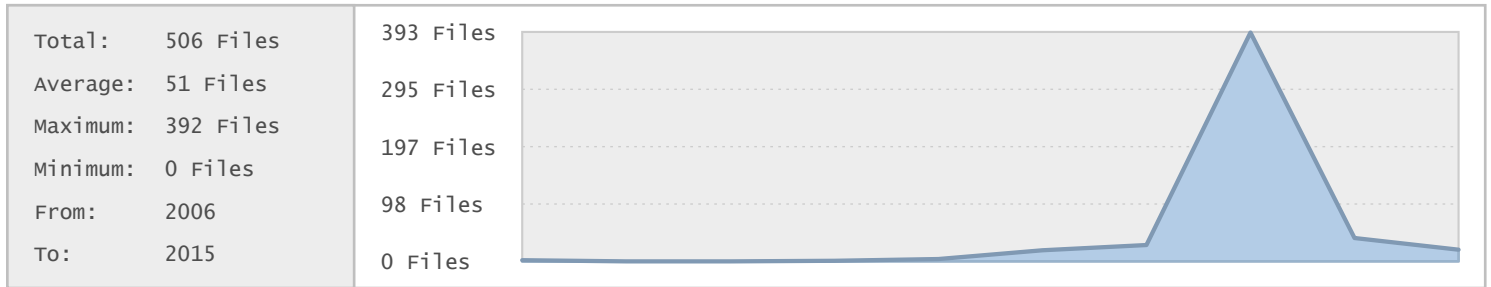 Total: 506 Files
Average: 51 Files
Maximum: 392 Files
Minimum: 0 Files
From: 2006
To: 2015
393 Files
295 Files
197 Files
98 Files
0 Files